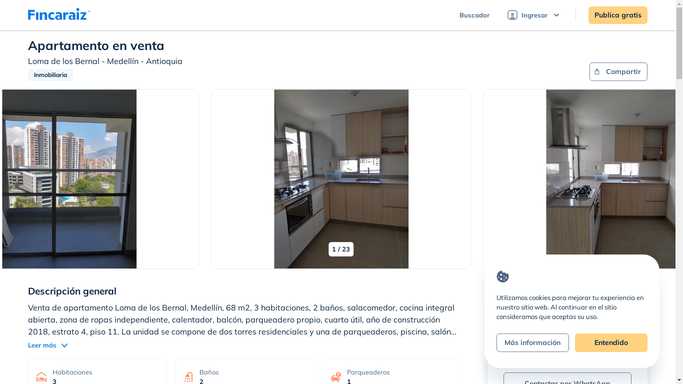 Fincaraiz
Buscador
Ingresar
Publica gratis
Apartamento en venta
Loma de los Bernal - Medellín - Antioquia
Inmobiliaria
Compartir
1 / 23
Descripción general
Venta de apartamento Loma de los Bernal, Medellín, 68 m2, 3 habitaciones, 2 baños, salacomedor, cocina integral
abierta, zona de ropas independiente, calentador, balcón, parqueadero propio, cuarto útil, año de construcción
2018, estrato 4, piso 11. La unidad se compone de dos torres residenciales y una de parqueaderos, piscina, salón...
Leer más
Habitaciones
3
Baños
2
Parqueaderos
1
Utilizamos cookies para mejorar tu experiencia en
nuestro sitio web. Al continuar en el sitio
consideramos que aceptas su uso.
Más información
Entendido
Contactar por WhatsApp